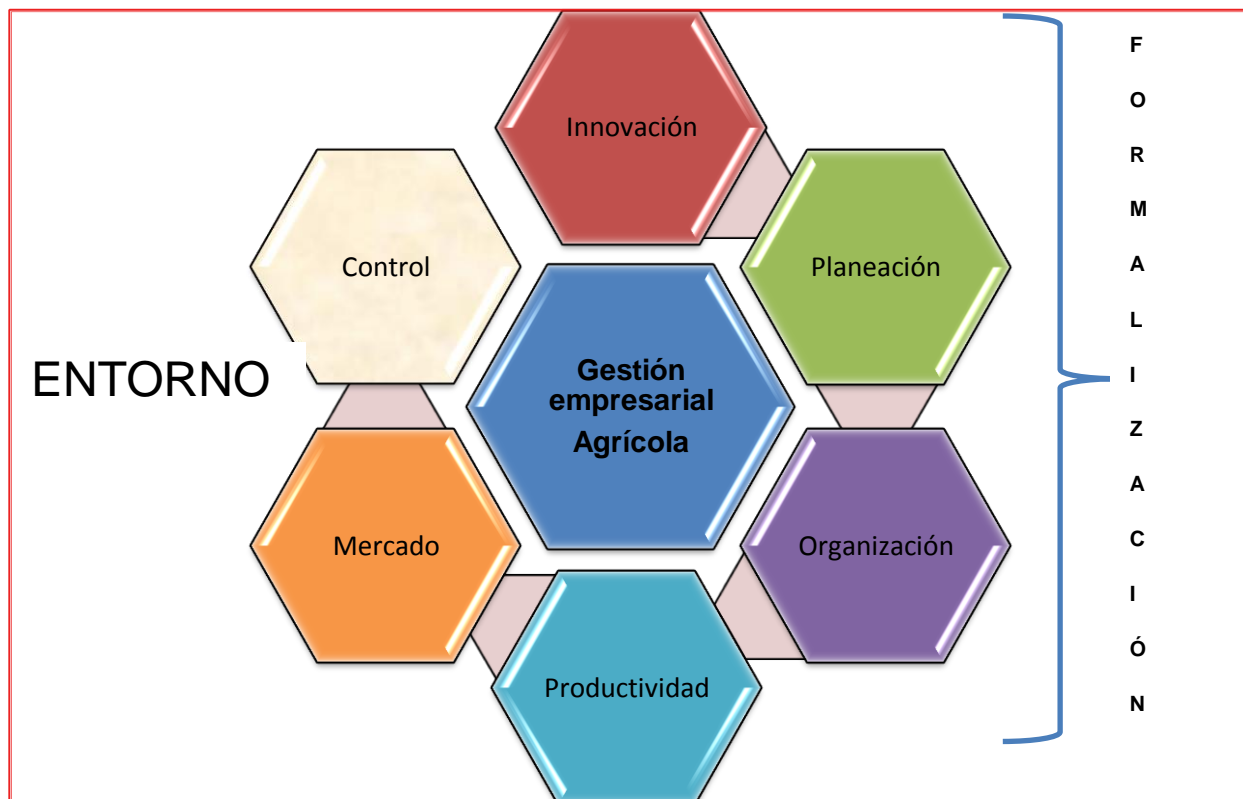 Innovación
Control
Planeación
ENTORNO
Gestión
empresarial
Agrícola
Mercado
Organización
Productividad
F
O
R
M
A
L
I
Z
A
C
I
Ó
N